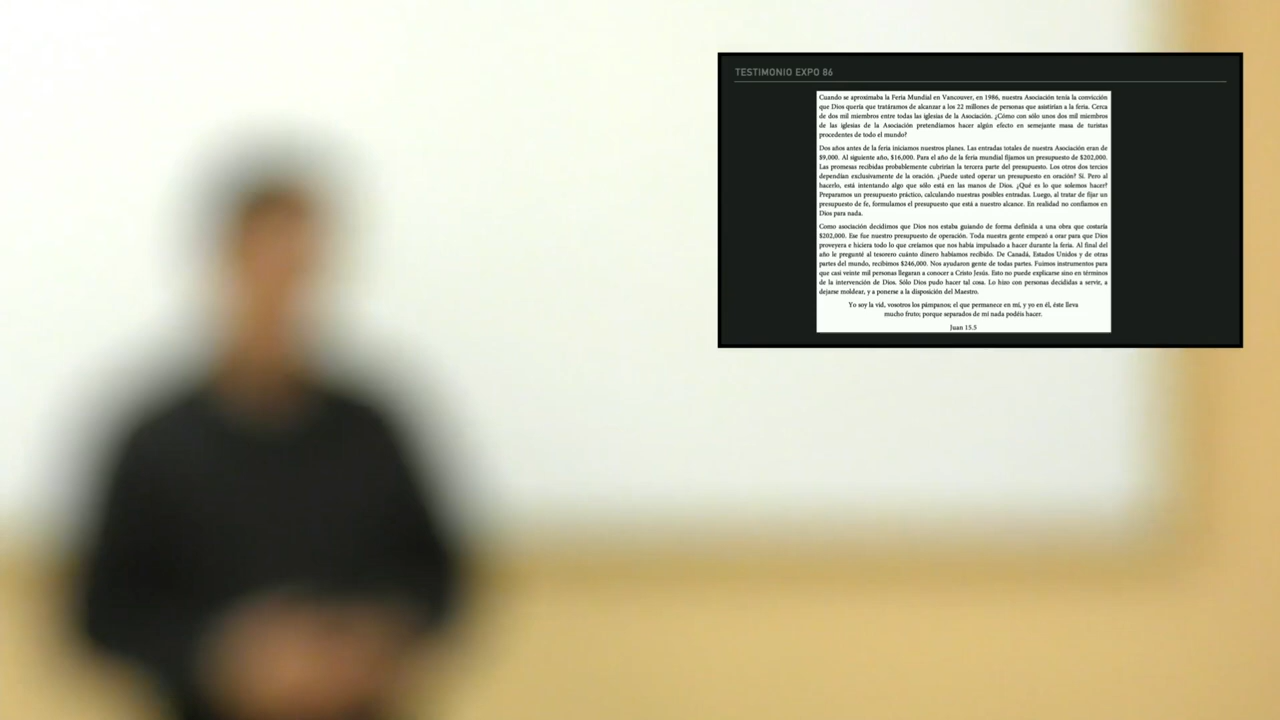 TESTIMONIO EXPO 86
Cuando se aproximaba la Feria Mundial en Vancouver, en 1986, nuestra Asociación tenía la convicción
que Dios quería que tratáramos de alcanzar a los 22 millones de personas que asistirían a la feria. Cerca
de dos mil miembros entre todas las iglesias de la Asociación. ¿Cómo con sólo unos dos mil miembros
de las iglesias de la Asociación pretendíamos hacer algún efecto en semejante masa de turistas
procedentes de todo el mundo?
Dos años antes de la feria iniciamos nuestros planes. Las entradas totales de nuestra Asociación eran de
$9,000. Al siguiente año, $16,000. Para el año de la feria mundial fijamos un presupuesto de $202,000.
Las promesas recibidas probablemente cubrirían la tercera parte del presupuesto. Los otros dos tercios
dependían exclusivamente de la oración. ¿Puede usted operar un presupuesto en oración? Sí. Pero al
hacerlo, está intentando algo que sólo está en las manos de Dios. ¿Qué es lo que solemos hacer?
Preparamos un presupuesto práctico, calculando nuestras posibles entradas. Luego, al tratar de fijar un
presupuesto de fe, formulamos el presupuesto que está a nuestro alcance. En realidad no confiamos en
Dios para nada.
Como asociación decidimos que Dios nos estaba guiando de forma definida a una obra que costaría
$202,000. Ese fue nuestro presupuesto de operación. Toda nuestra gente empezó a orar para que Dios
proveyera e hiciera todo lo que creíamos que nos había impulsado a hacer durante la feria. Al final del
año le pregunté al tesorero cuánto dinero habíamos recibido. De Canadá, Estados Unidos y de otras
partes del mundo, recibimos $246,000. Nos ayudaron gente de todas partes. Fuimos instrumentos para
que casi veinte mil personas llegaran a conocer a Cristo Jesús. Esto no puede explicarse sino en términos
de la intervención de Dios. Sólo Dios pudo hacer tal cosa. Lo hizo con personas decididas a servir, a
dejarse moldear, y a ponerse a la disposición del Maestro.
Yo soy la vid, vosotros los pámpanos; el que permanece en mí, y yo en él, éste lleva
mucho fruto; porque separados de mí nada podéis hacer.
Juan 15.5